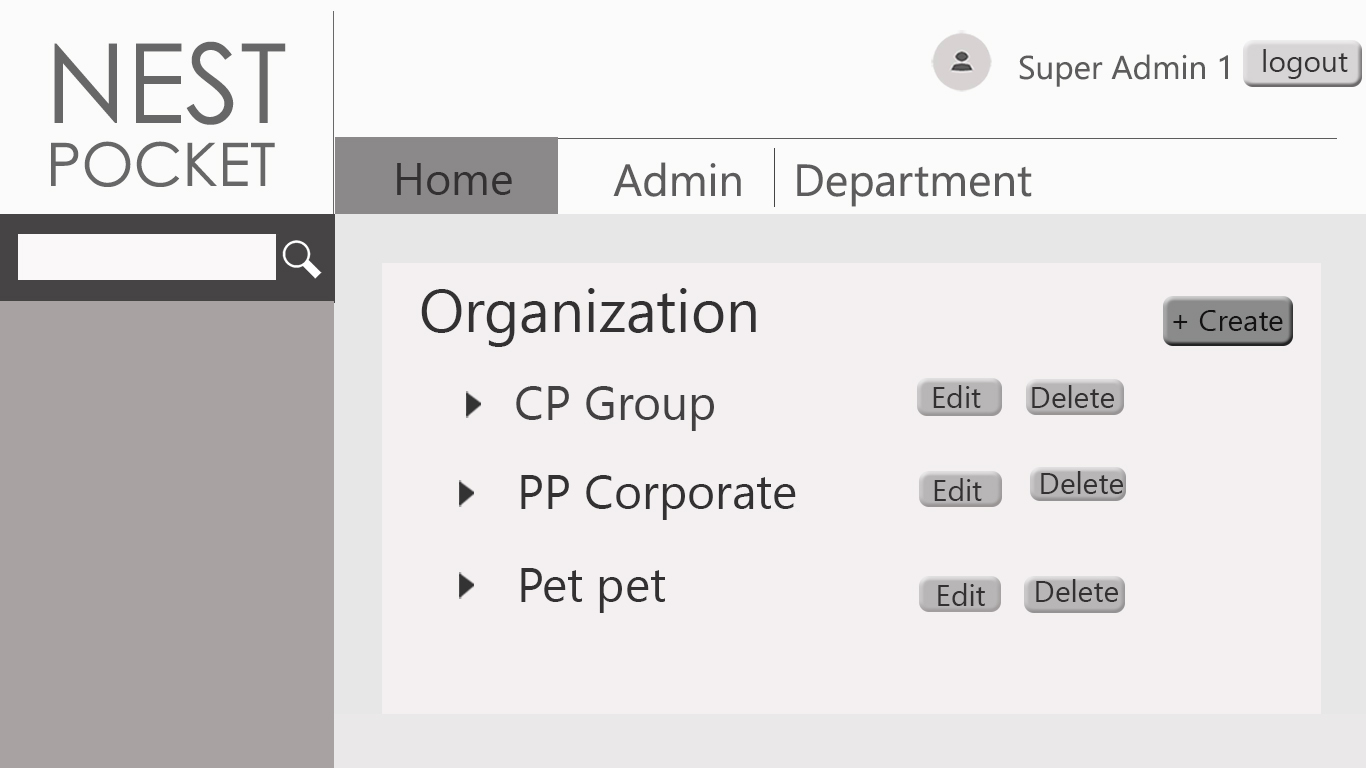 NEST
POCKET
Super Admin 1
logout
Home
Admin
Department
Organization
+ Create
CP Group
Edit
Delete
PP Corporate
Edit
Delete
Pet pet
Edit
Delete